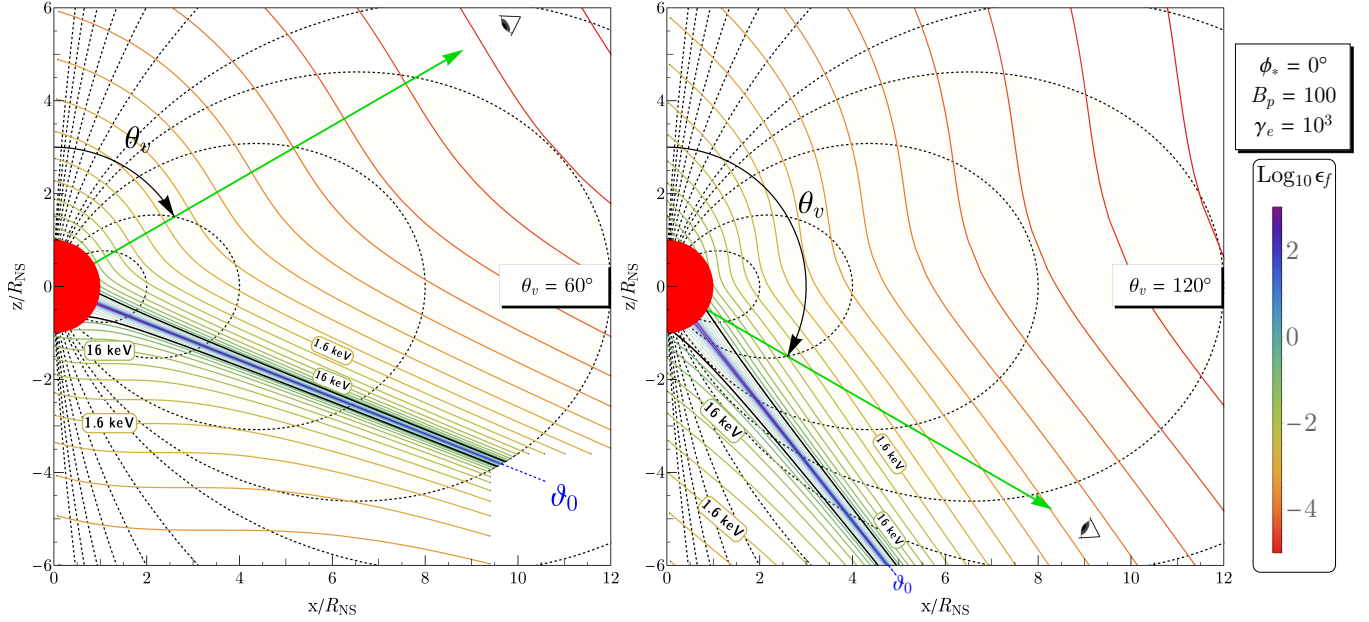 6
4
2
0
−2
−4
−6
z/R_NS
0
2
4
6
8
10
12
x/R_NS
θ_v
θ_v = 60°
1.6 keV
16 keV
16 keV
1.6 keV
ϑ_0
6
4
2
0
−2
−4
−6
z/R_NS
0
2
4
6
8
10
12
x/R_NS
θ_v
θ_v = 120°
16 keV
1.6 keV
1.6 keV
16 keV
ϑ_0
ϕ_* = 0°
B_p = 100
γ_e = 10³
Log₁₀ ϵ_f
2
0
−2
−4